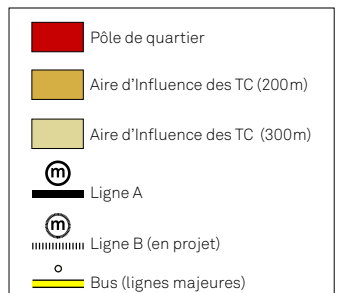 Pôle de quartier
Aire d'Influence des TC (200m)
Aire d'Influence des TC (300m)
m
Ligne A
m
Ligne B (en projet)
Bus (lignes majeures)